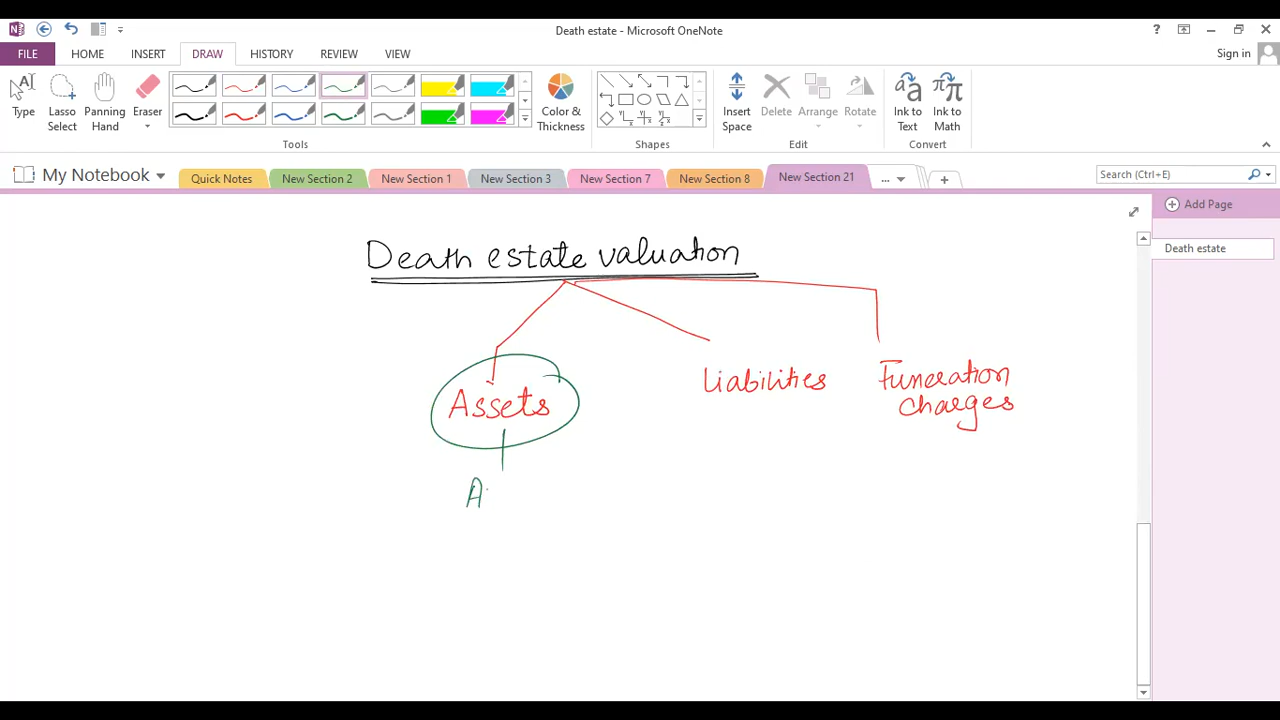 Death estate - Microsoft OneNote
?
FILE HOME INSERT DRAW HISTORY REVIEW VIEW
Sign in
Type
Lasso Select
Panning Hand
Eraser
Color & Thickness
Insert Space
Delete
Arrange
Rotate
Ink to Text
Ink to Math
Tools
Shapes
Edit
Convert
My Notebook
Quick Notes
New Section 2
New Section 1
New Section 3
New Section 7
New Section 8
New Section 21
...
Search (Ctrl+E)
Add Page
Death estate
Death estate valuation
Assets
Liabilities
Funeration
charges
A